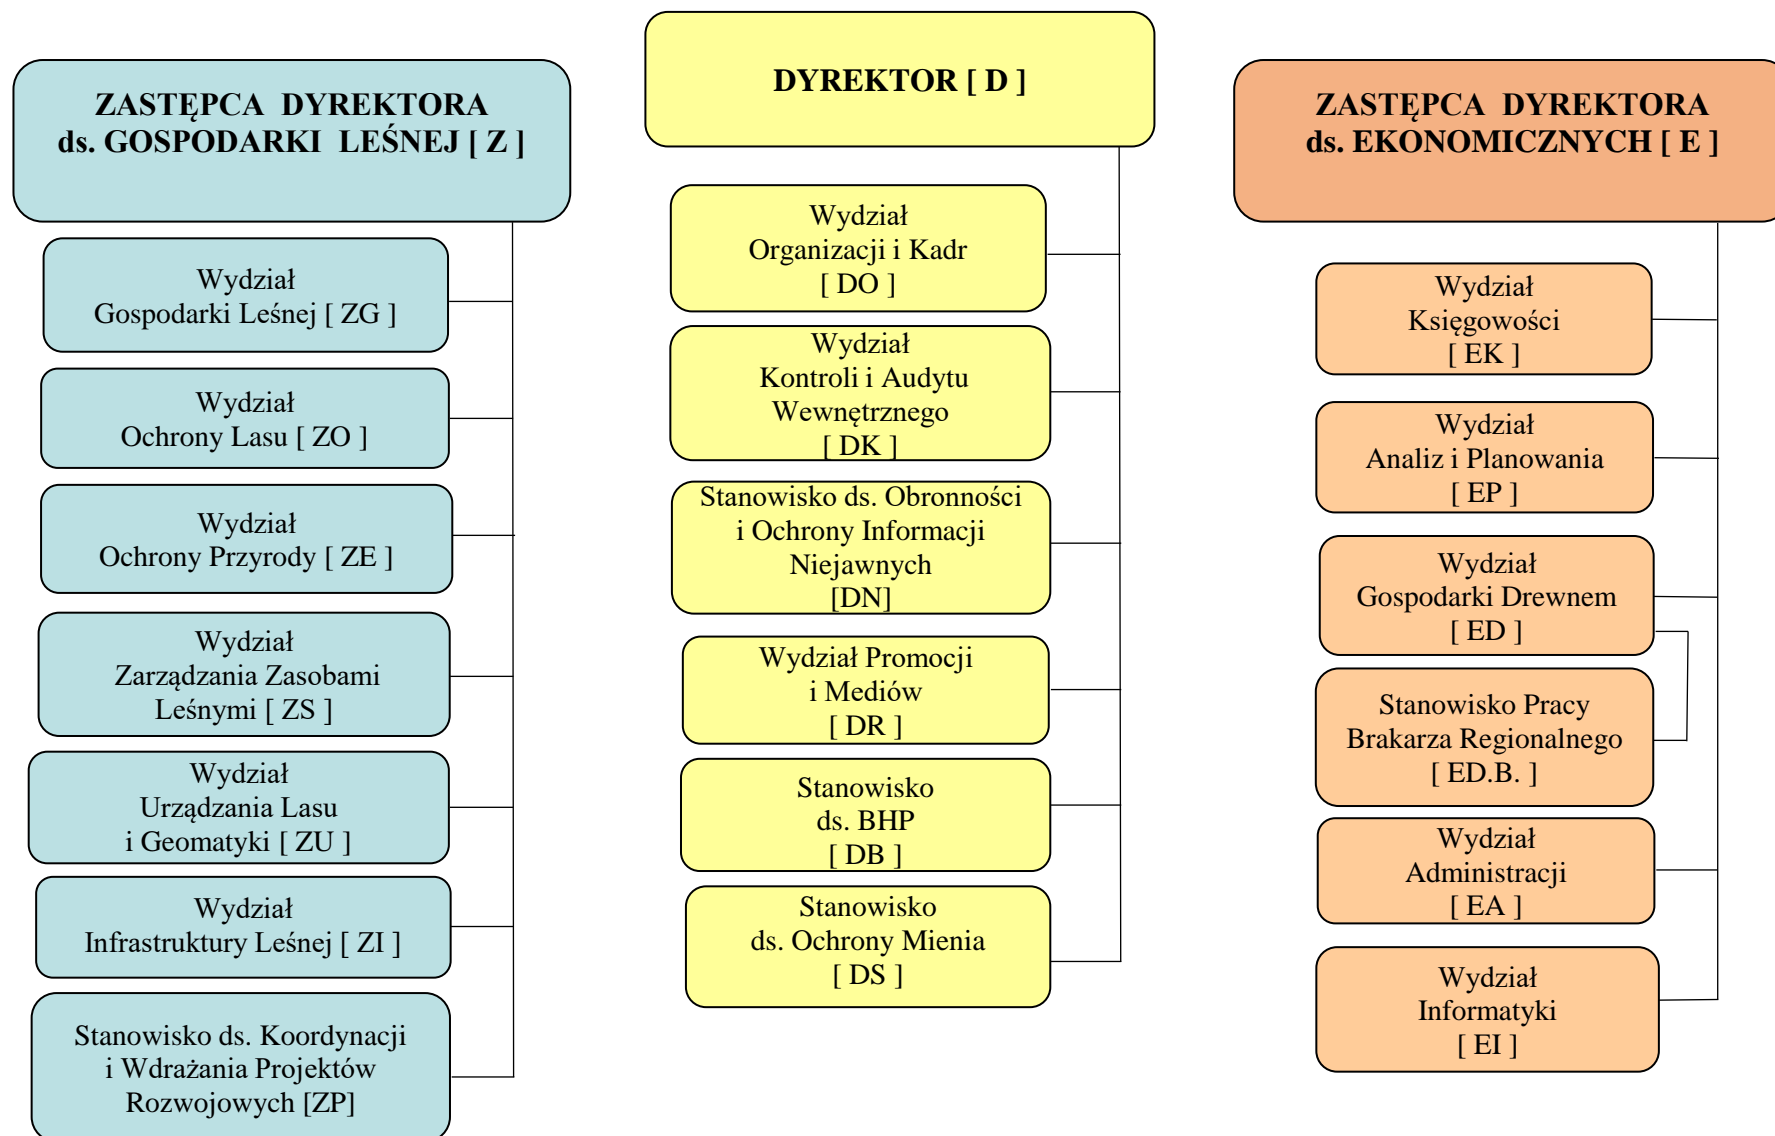 ZASTĘPCA DYREKTORA
ds. GOSPODARKI LEŚNEJ [ Z ]
Wydział
Gospodarki Leśnej [ ZG ]
Wydział
Ochrony Lasu [ ZO ]
Wydział
Ochrony Przyrody [ ZE ]
Wydział
Zarządzania Zasobami
Leśnymi [ ZS ]
Wydział
Urządzania Lasu
i Geomatyki [ ZU ]
Wydział
Infrastruktury Leśnej [ ZI ]
Stanowisko ds. Koordynacji
i Wdrażania Projektów
Rozwojowych [ZP]
DYREKTOR [ D ]
Wydział
Organizacji i Kadr
[ DO ]
Wydział
Kontroli i Audytu
Wewnętrznego
[ DK ]
Stanowisko ds. Obronności
i Ochrony Informacji
Niejawnych
[DN]
Wydział Promocji
i Mediów
[ DR ]
Stanowisko
ds. BHP
[ DB ]
Stanowisko
ds. Ochrony Mienia
[ DS ]
ZASTĘPCA DYREKTORA
ds. EKONOMICZNYCH [ E ]
Wydział
Księgowości
[ EK ]
Wydział
Analiz i Planowania
[ EP ]
Wydział
Gospodarki Drewnem
[ ED ]
Stanowisko Pracy
Brakarza Regionalnego
[ ED.B. ]
Wydział
Administracji
[ EA ]
Wydział
Informatyki
[ EI ]